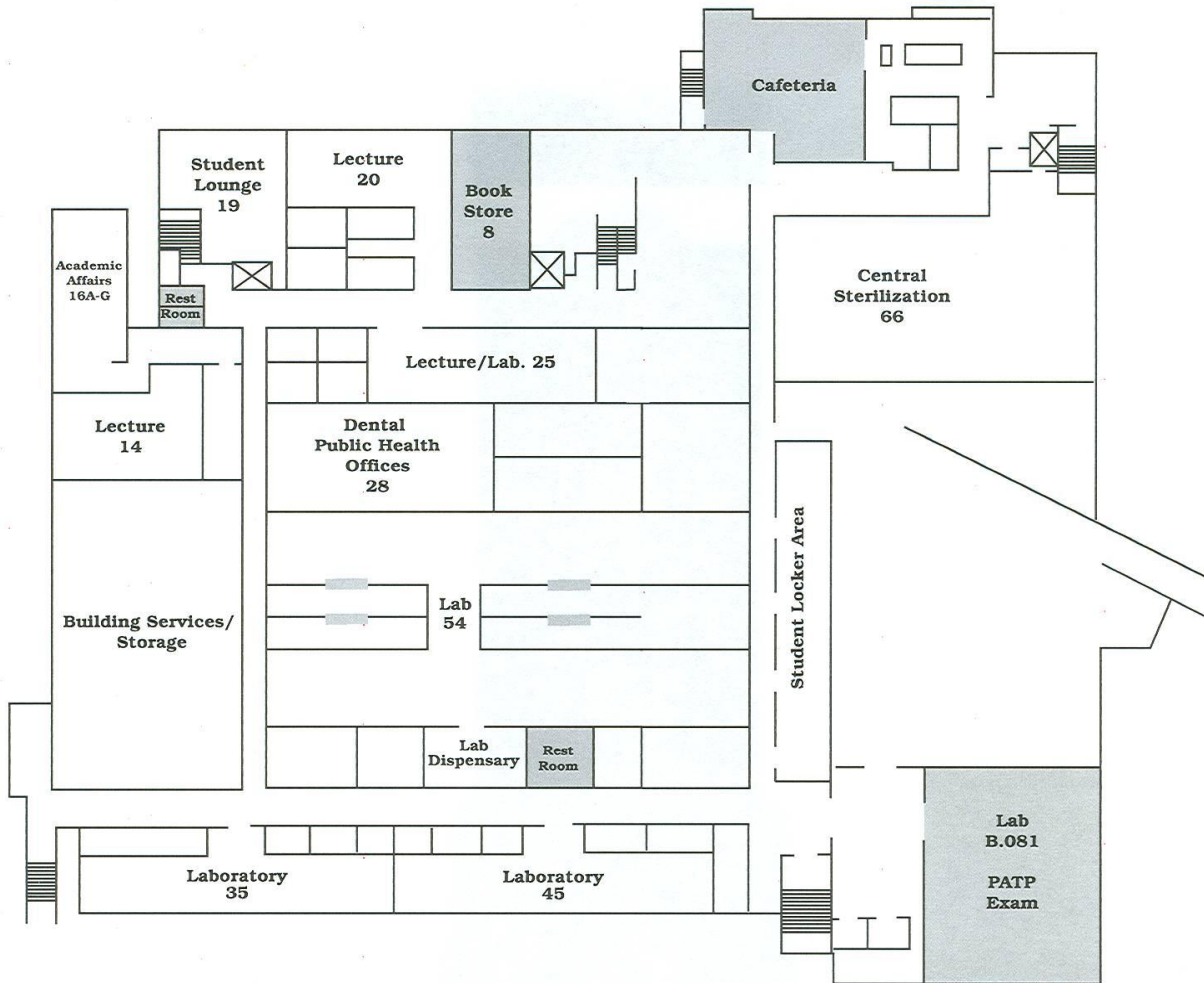 Cafeteria
Student
Lounge
19
Lecture
20
Book
Store
8
Academic
Affairs
16A-G
Rest
Room
Central
Sterilization
66
Lecture/Lab. 25
Lecture
14
Dental
Public Health
Offices
28
Student Locker Area
Building Services/
Storage
Lab
54
Lab
Dispensary
Rest
Room
Lab
B.081
PATP
Exam
Laboratory
35
Laboratory
45